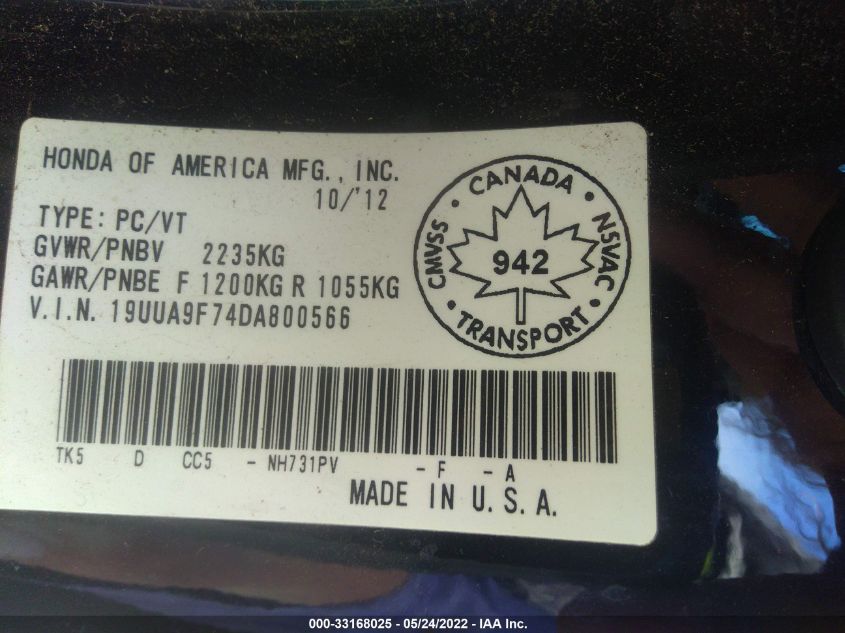 HONDA OF AMERICA MFG., INC.
10/'12
TYPE: PC/VT
GVWR/PNBV 2235KG
GAWR/PNBE F 1200KG R 1055KG
V.I.N. 19UUA9F74DA800566
CANADA
CMVSS
942
NSVAC
TRANSPORT
TK5 D CC5 - NH731PV - F - A
MADE IN U.S.A.
000-33168025 - 05/24/2022 - IAA Inc.